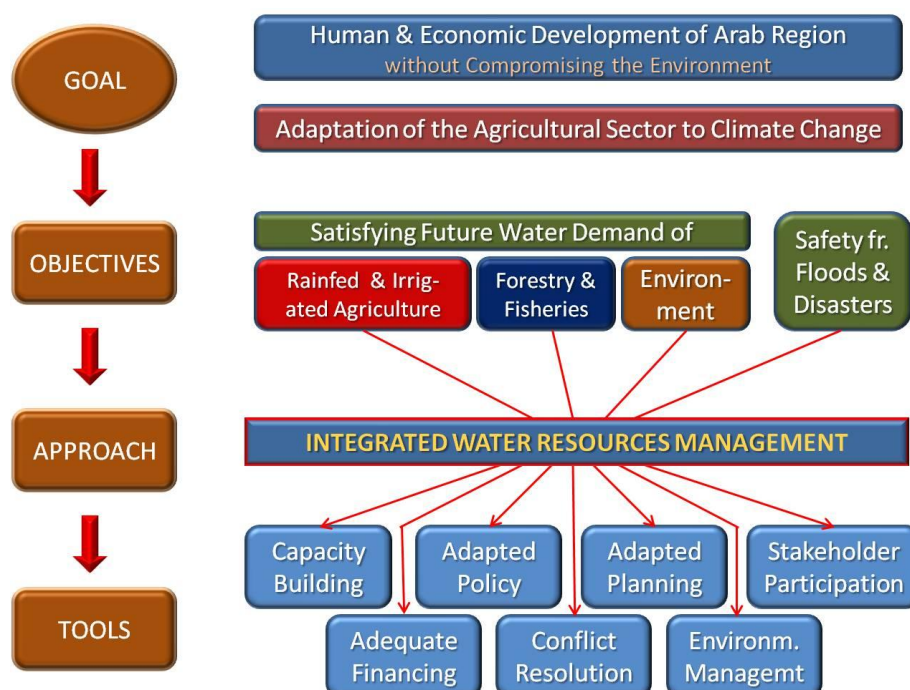 GOAL
Human & Economic Development of Arab Region
without Compromising the Environment
Adaptation of the Agricultural Sector to Climate Change
OBJECTIVES
Satisfying Future Water Demand of
Rainfed & Irrig-
ated Agriculture
Forestry &
Fisheries
Environ-
ment
Safety fr.
Floods &
Disasters
APPROACH
INTEGRATED WATER RESOURCES MANAGEMENT
TOOLS
Capacity
Building
Adapted
Policy
Adapted
Planning
Stakeholder
Participation
Adequate
Financing
Conflict
Resolution
Environm.
Managemt